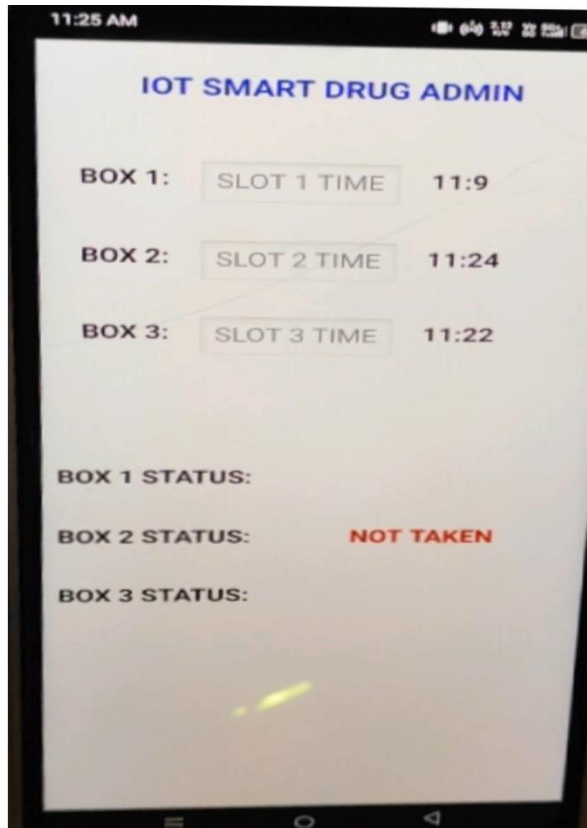 11:25 AM
IOT SMART DRUG ADMIN
BOX 1: SLOT 1 TIME 11:9
BOX 2: SLOT 2 TIME 11:24
BOX 3: SLOT 3 TIME 11:22
BOX 1 STATUS:
BOX 2 STATUS: NOT TAKEN
BOX 3 STATUS: